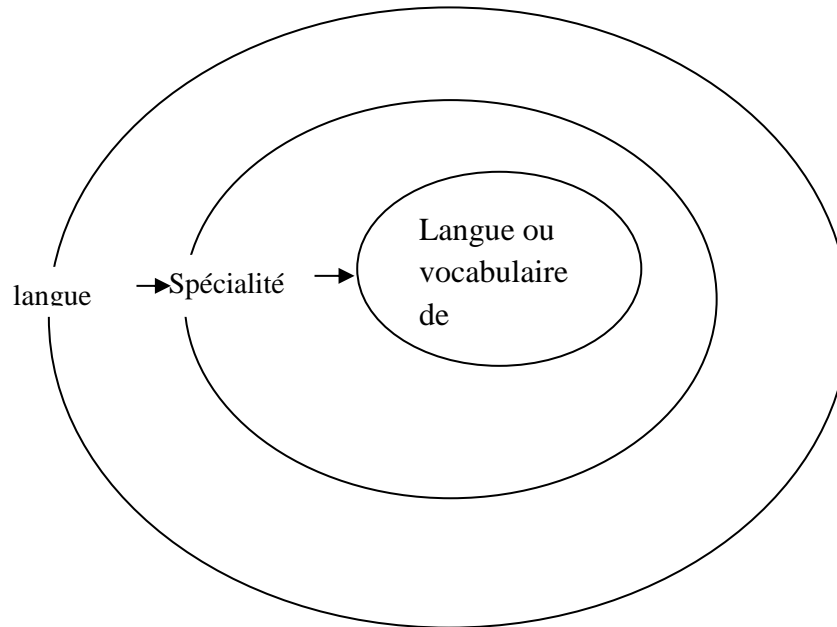 langue
Spécialité
Langue ou
vocabulaire
de